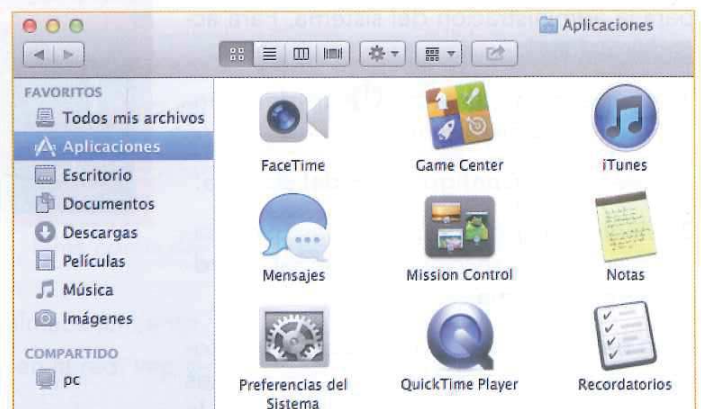 Aplicaciones
FAVORITOS
Todos mis archivos
Aplicaciones
Escritorio
Documentos
Descargas
Películas
Música
Imágenes
COMPARTIDO
pc
FaceTime
Game Center
iTunes
Mensajes
Mission Control
Notas
Preferencias del
Sistema
QuickTime Player
Recordatorios